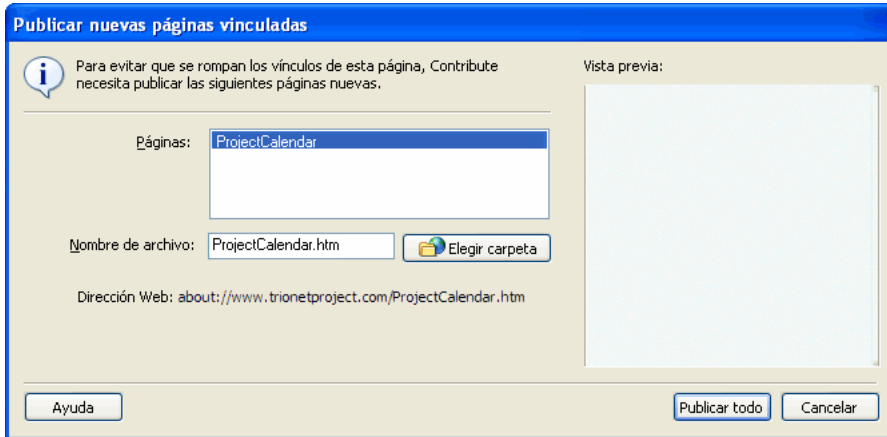 Publicar nuevas páginas vinculadas
Para evitar que se rompan los vínculos de esta página, Contribute
necesita publicar las siguientes páginas nuevas.
Vista previa:
Páginas:
ProjectCalendar
Nombre de archivo:
ProjectCalendar.htm
Elegir carpeta
Dirección Web: about://www.trionetproject.com/ProjectCalendar.htm
Ayuda
Publicar todo
Cancelar